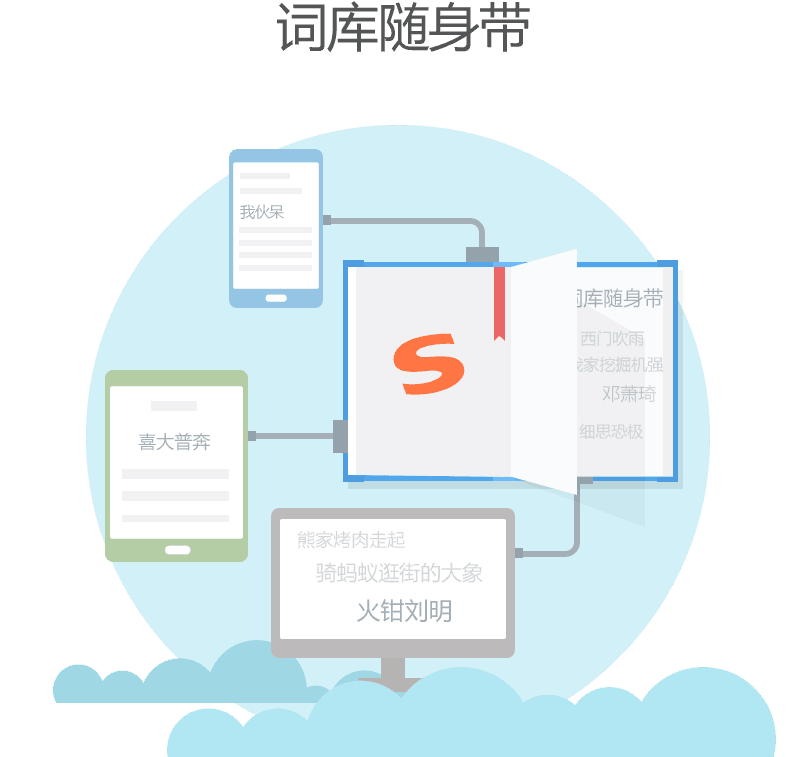 词库随身带
我伙呆
词库随身带
西门吹雨
我家挖掘机强
邓萧琦
细思恐极
喜大普奔
熊家烤肉走起
骑蚂蚁逛街的大象
火钳刘明